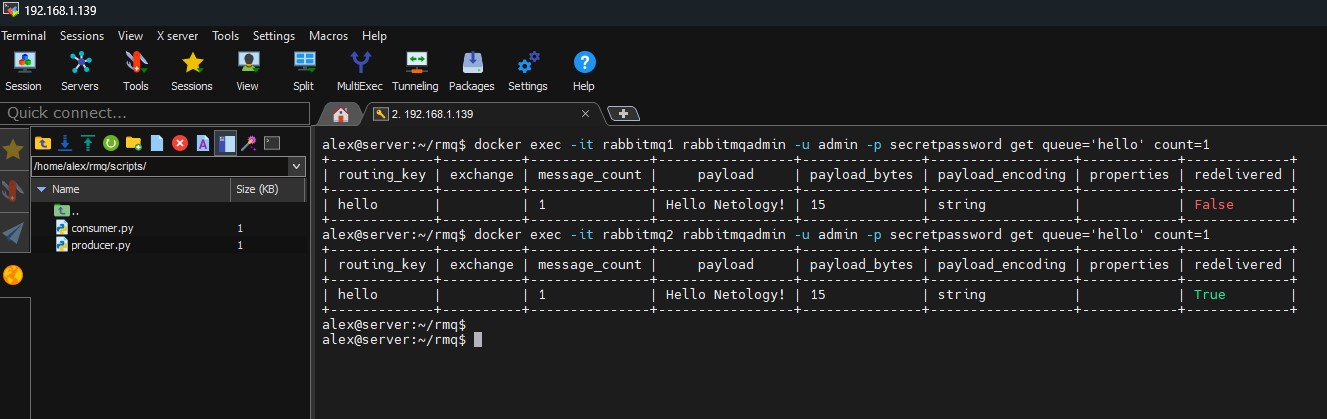 192.168.1.139
Terminal Sessions View X server Tools Settings Macros Help
Session Servers Tools Sessions View Split MultiExec Tunneling Packages Settings Help
Quick connect...
2. 192.168.1.139
/home/alex/rmq/scripts/
Name Size (KB)
..
consumer.py 1
producer.py 1
alex@server:~/rmq$ docker exec -it rabbitmq1 rabbitmqadmin -u admin -p secretpassword get queue='hello' count=1
+-------------+----------+---------------+-----------------+---------------+------------------+------------+-------------+
| routing_key | exchange | message_count | payload | payload_bytes | payload_encoding | properties | redelivered |
+-------------+----------+---------------+-----------------+---------------+------------------+------------+-------------+
| hello | | 1 | Hello Netology! | 15 | string | | False |
+-------------+----------+---------------+-----------------+---------------+------------------+------------+-------------+
alex@server:~/rmq$ docker exec -it rabbitmq2 rabbitmqadmin -u admin -p secretpassword get queue='hello' count=1
+-------------+----------+---------------+-----------------+---------------+------------------+------------+-------------+
| routing_key | exchange | message_count | payload | payload_bytes | payload_encoding | properties | redelivered |
+-------------+----------+---------------+-----------------+---------------+------------------+------------+-------------+
| hello | | 1 | Hello Netology! | 15 | string | | True |
+-------------+----------+---------------+-----------------+---------------+------------------+------------+-------------+
alex@server:~/rmq$
alex@server:~/rmq$